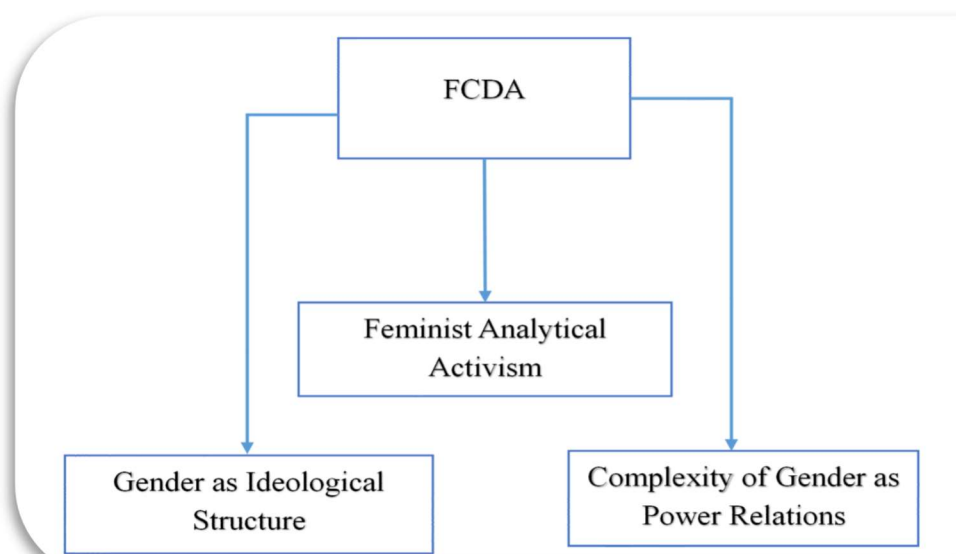 FCDA
Feminist Analytical
Activism
Gender as Ideological
Structure
Complexity of Gender as
Power Relations